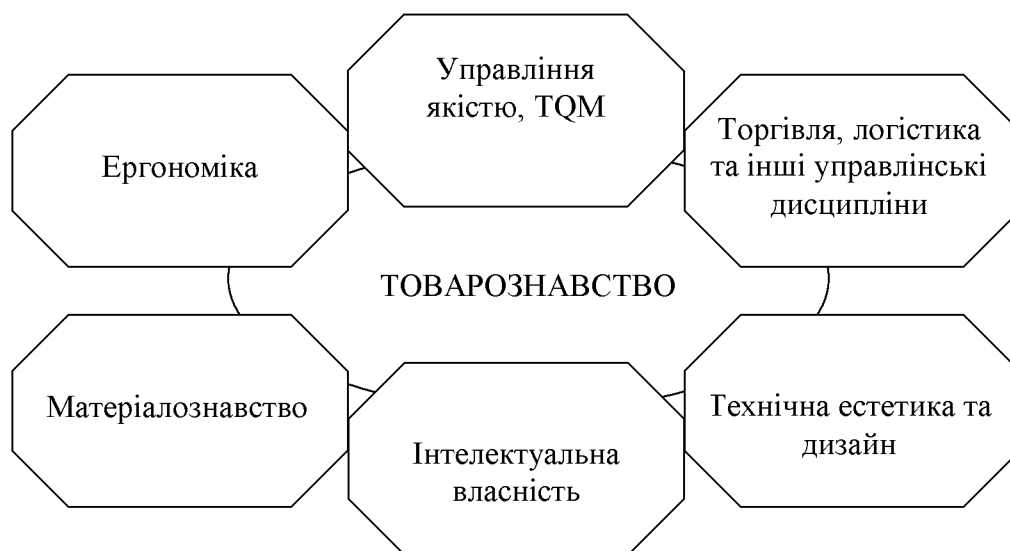 Управління
якістю, TQM
Ергономіка
Торгівля, логістика
та інші управлінські
дисципліни
ТОВАРОЗНАВСТВО
Матеріалознавство
Інтелектуальна
власність
Технічна естетика та
дизайн